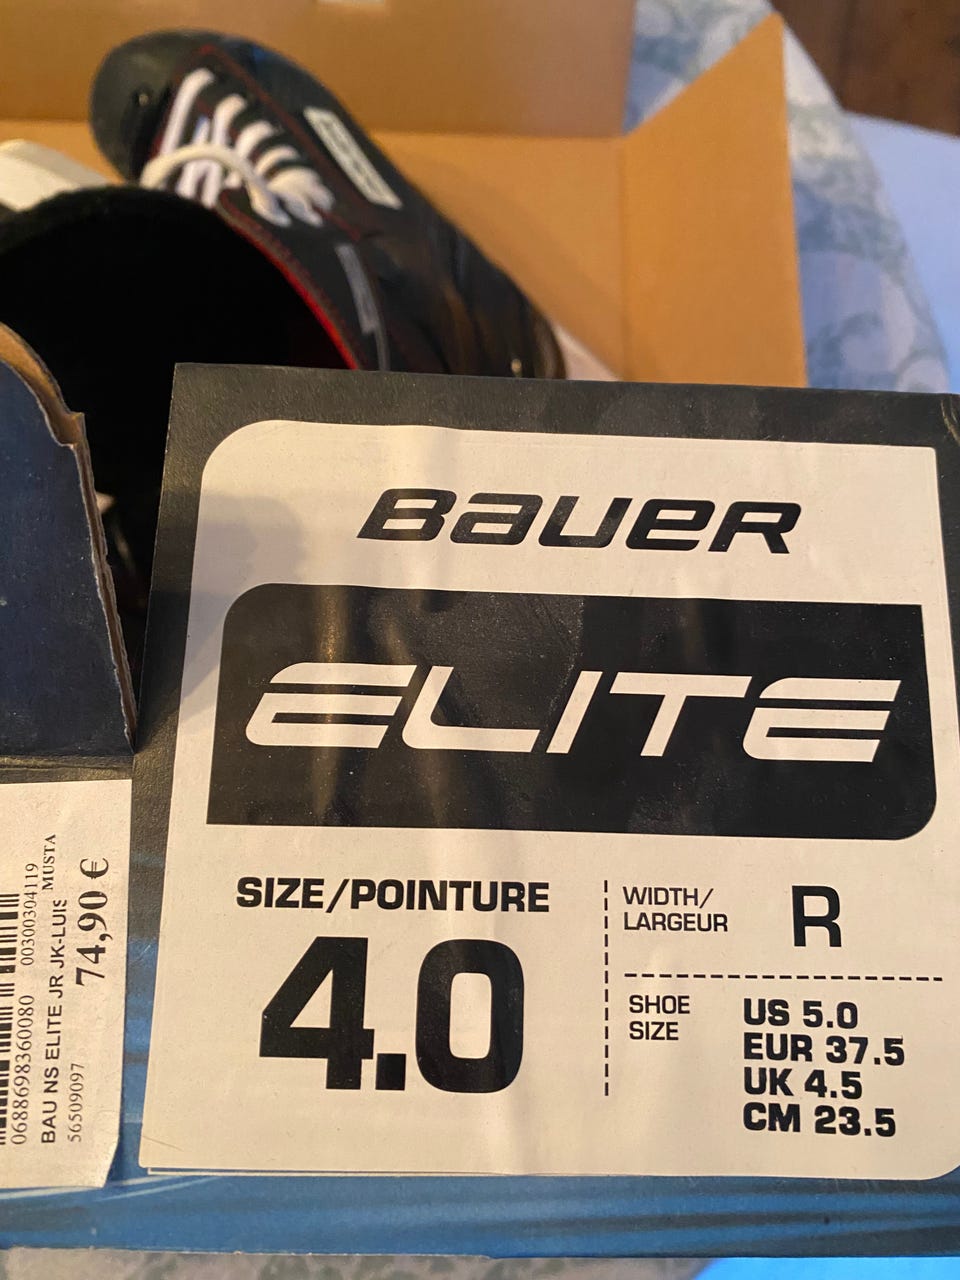 BAUER
ELITE
SIZE/POINTURE
4.0
WIDTH/
LARGEUR
R
SHOE
SIZE
US 5.0
EUR 37.5
UK 4.5
CM 23.5
0688698360080 00300304119
BAU NS ELITE JR JK-LUIS
MUSTA
56509097
74,90 €